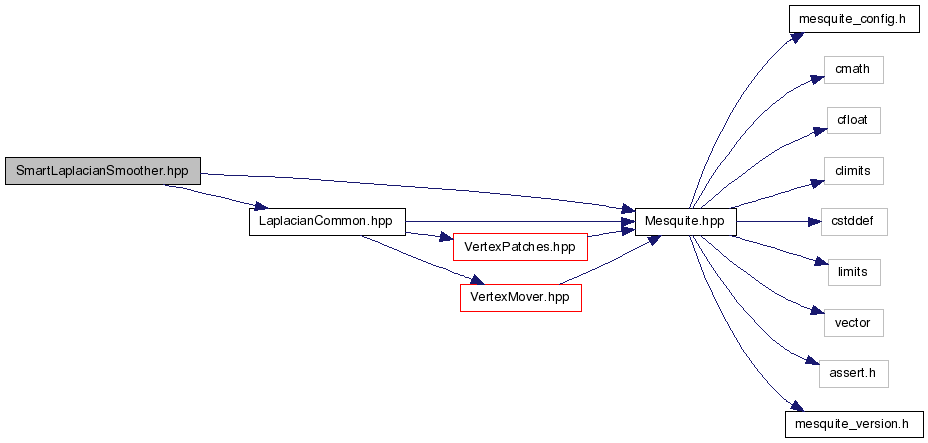 mesquite_config.h
cmath
cfloat
SmartLaplacianSmoother.hpp
climits
LaplacianCommon.hpp
Mesquite.hpp
cstddef
VertexPatches.hpp
limits
VertexMover.hpp
vector
assert.h
mesquite_version.h